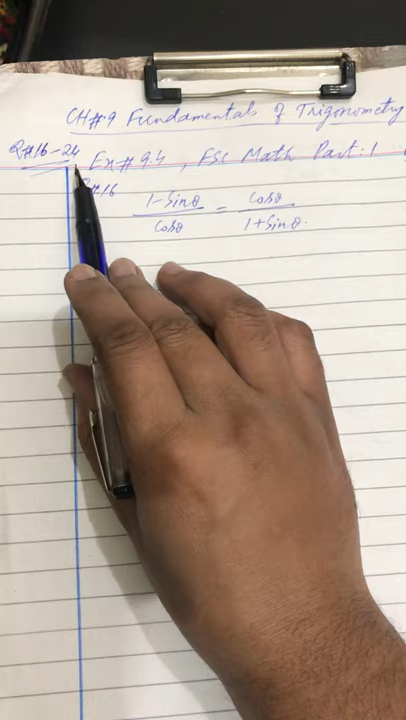 CH#9 Fundamentals of Trigonometry
Q#16-24 Ex#9.4, FSC Math Part:1
Q#16
1-Sinθ / Cosθ = Cosθ / 1+Sinθ.